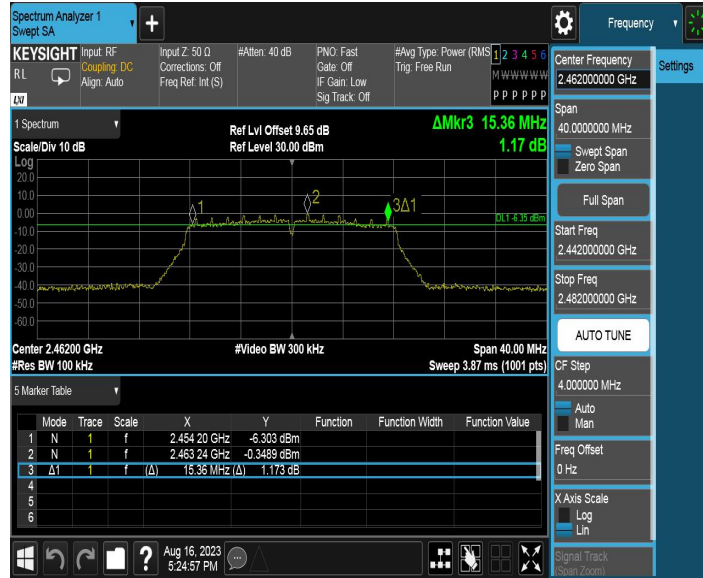 Spectrum Analyzer 1
Swept SA
+
Frequency
KEYSIGHT
R L
LXI
Input: RF
Coupling: DC
Align: Auto
Input Z: 50 Ω
Corrections: Off
Freq Ref: Int (S)
#Atten: 40 dB
PNO: Fast
Gate: Off
IF Gain: Low
Sig Track: Off
#Avg Type: Power (RMS
Trig: Free Run
1 2 3 4 5 6
M W W W W W
P P P P P P
1 Spectrum
Scale/Div 10 dB
Ref Lvl Offset 9.65 dB
Ref Level 30.00 dBm
ΔMkr3 15.36 MHz
1.17 dB
Log
20.0
10.0
0.00
-10.0
-20.0
-30.0
-40.0
-50.0
-60.0
1
2
3Δ1
DL1 -6.35 dBm
Center 2.46200 GHz
#Video BW 300 kHz
Span 40.00 MHz
#Res BW 100 kHz
Sweep 3.87 ms (1001 pts)
5 Marker Table
Mode Trace Scale X Y Function Function Width Function Value
1 N 1 f 2.454 20 GHz -6.303 dBm
2 N 1 f 2.463 24 GHz -0.3489 dBm
3 Δ1 1 f (Δ) 15.36 MHz (Δ) 1.173 dB
4
5
6
?
Aug 16, 2023
5:24:57 PM
Center Frequency
2.462000000 GHz
Settings
Span
40.0000000 MHz
Swept Span
Zero Span
Full Span
Start Freq
2.442000000 GHz
Stop Freq
2.482000000 GHz
AUTO TUNE
CF Step
4.000000 MHz
Auto
Man
Freq Offset
0 Hz
X Axis Scale
Log
Lin
Signal Track
(Span Zoom)